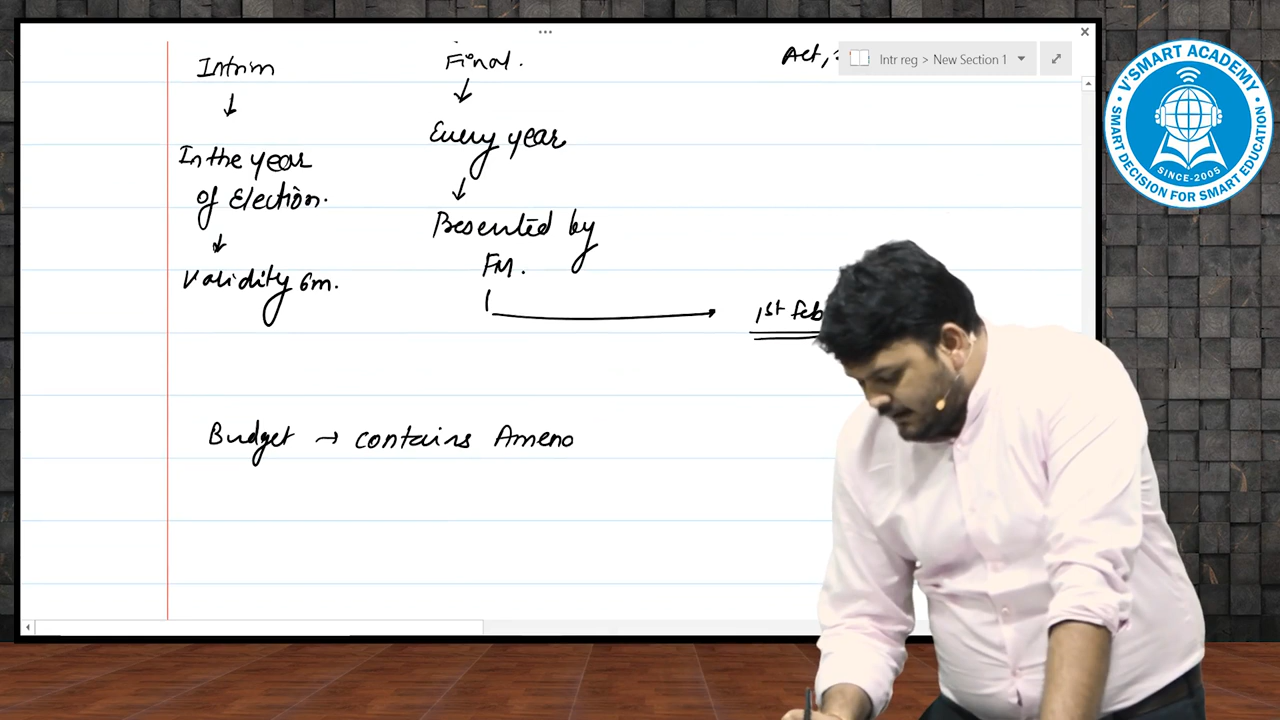 Intrim
↓
In the year
of Election.
↓
Validity 6m.
Final.
↓
Every year
↓
Presented by
FM.
1st Feb
Act,
Intr reg > New Section 1
Budget → contains Ameno
V'SMART ACADEMY
SINCE-2005
SMART DECISION FOR SMART EDUCATION